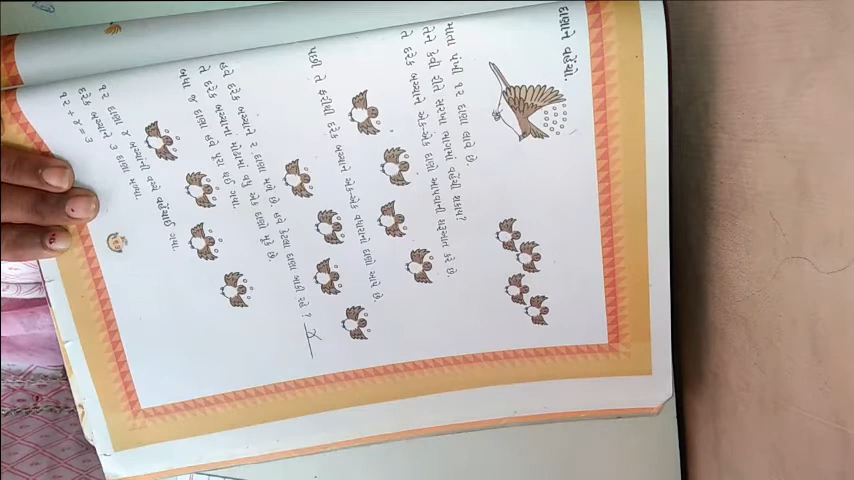 દાણાને વહેંચો.
માતા પંખી ૧૨ દાણા લાવે છે.
તેને કેવી રીતે સરખા ભાગમાં વહેંચી શકાય?
તે દરેક બચ્ચાને એક-એક દાણો આપવાની શરૂઆત કરે છે.
પછી તે ફરીથી દરેક બચ્ચાને એક-એક વધારાનો દાણો આપે છે.
હવે દરેક બચ્ચાને ૨ દાણા મળે છે. હવે કેટલા દાણા બાકી રહે? ૪
તે દરેક બચ્ચાના મોઢામાં વધુ એક દાણો મૂકે છે.
બધા જ દાણા હવે પૂરા થઈ ગયા.
૧૨ દાણા ૪ બચ્ચાંની વચ્ચે વહેંચાઈ ગયા.
દરેક બચ્ચાને ૩ દાણા મળ્યા.
૧૨ ÷ ૪ = ૩